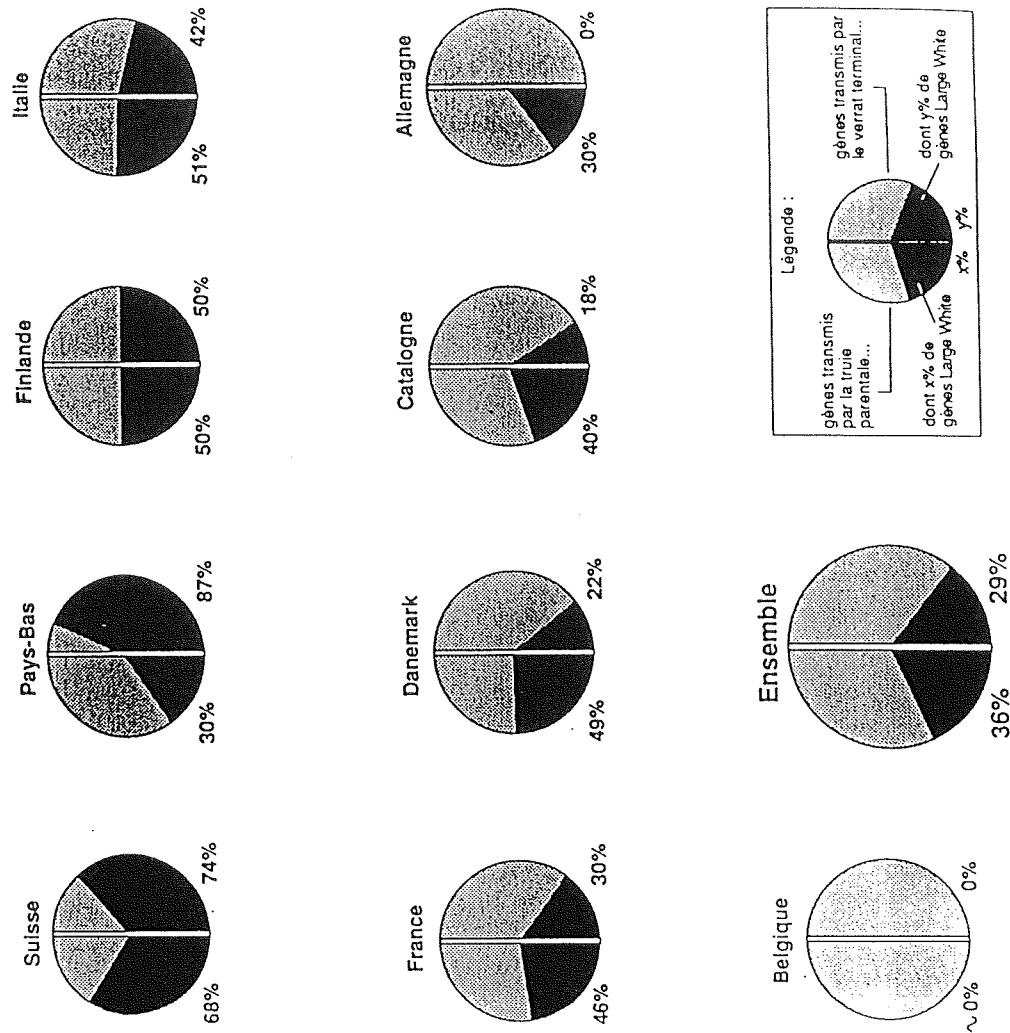 Suisse
68% 74%
Pays-Bas
30% 87%
Finlande
50% 50%
Italie
51% 42%
France
46% 30%
Danemark
49% 22%
Catalogne
40% 18%
Allemagne
30% 0%
Belgique
~0% 0%
Ensemble
36% 29%
Légende :
gènes transmis
par la truie
parentale...
gènes transmis par
le verrat terminal...
dont x% de
gènes Large White
x% y%
dont y% de
gènes Large White